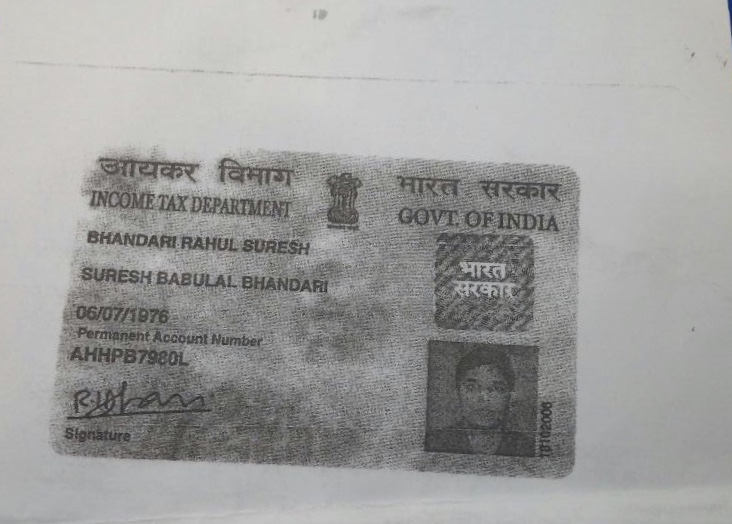 आयकर विभाग
INCOME TAX DEPARTMENT
भारत सरकार
GOVT. OF INDIA
BHANDARI RAHUL SURESH
SURESH BABULAL BHANDARI
भारत
सरकार
06/07/1976
Permanent Account Number
AHHPB7980L
Signature